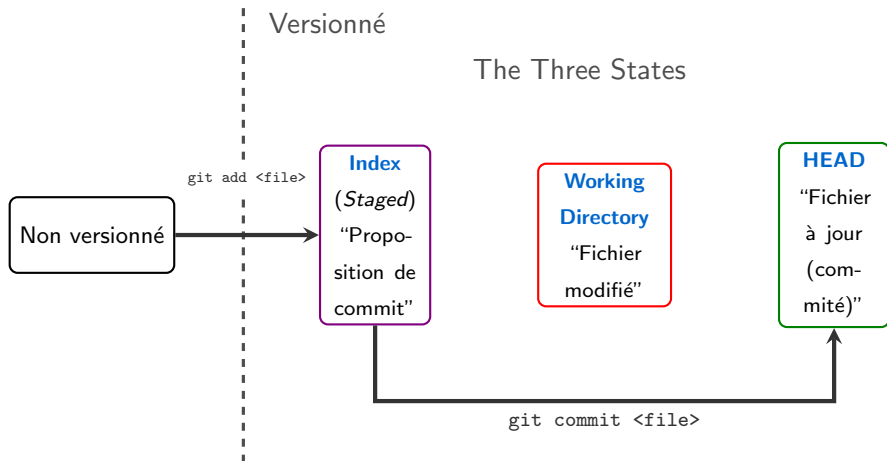 Versionné
The Three States
git add <file>
Non versionné
Index
(Staged)
“Propo-
sition de
commit”
Working
Directory
“Fichier
modifié”
HEAD
“Fichier
à jour
(com-
mité)”
git commit <file>